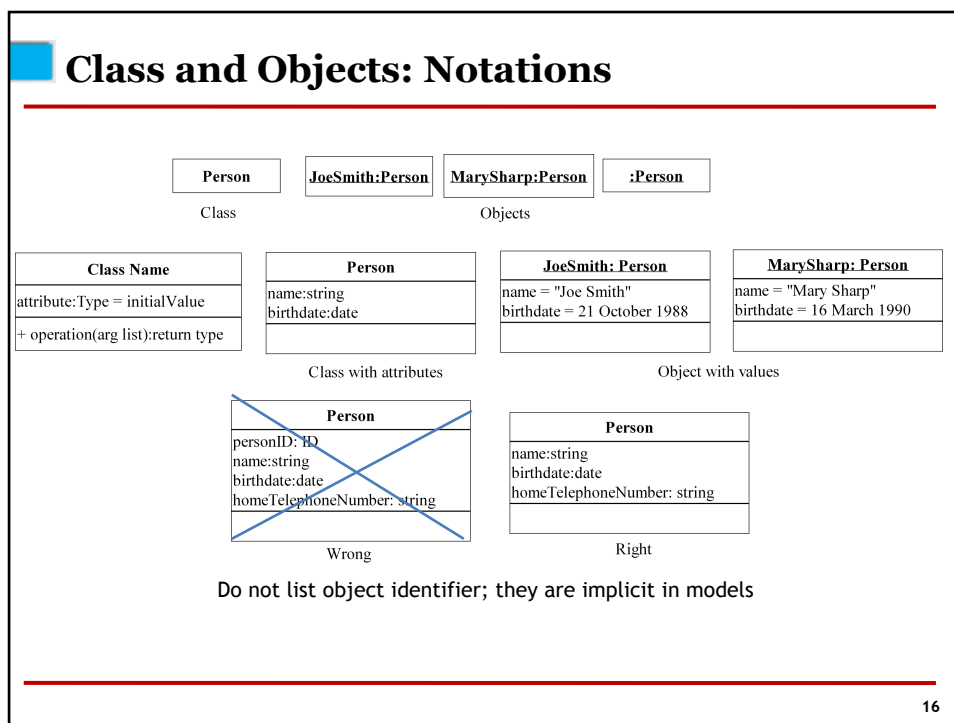 Class and Objects: Notations
Person
JoeSmith:Person
MarySharp:Person
:Person
Class
Objects
Class Name
attribute:Type = initialValue
+ operation(arg list):return type
Person
name:string
birthdate:date
JoeSmith: Person
name = "Joe Smith"
birthdate = 21 October 1988
MarySharp: Person
name = "Mary Sharp"
birthdate = 16 March 1990
Class with attributes
Object with values
Person
personID: ID
name:string
birthdate:date
homeTelephoneNumber: string
Wrong
Person
name:string
birthdate:date
homeTelephoneNumber: string
Right
Do not list object identifier; they are implicit in models
16